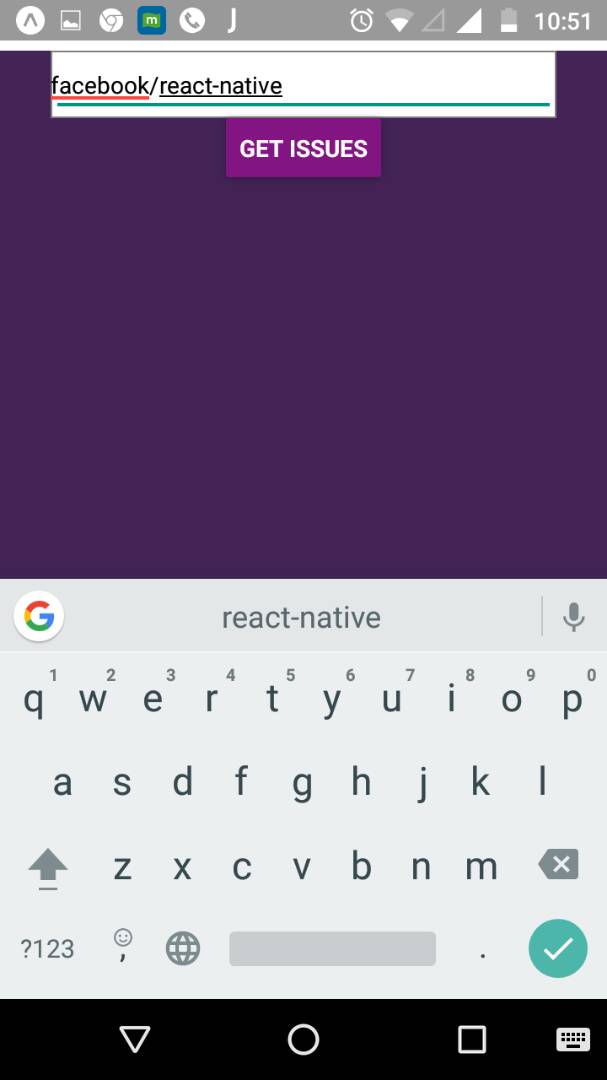 10:51
facebook/react-native
GET ISSUES
react-native
1 2 3 4 5 6 7 8 9 0
q w e r t y u i o p
a s d f g h j k l
z x c v b n m
?123 , .